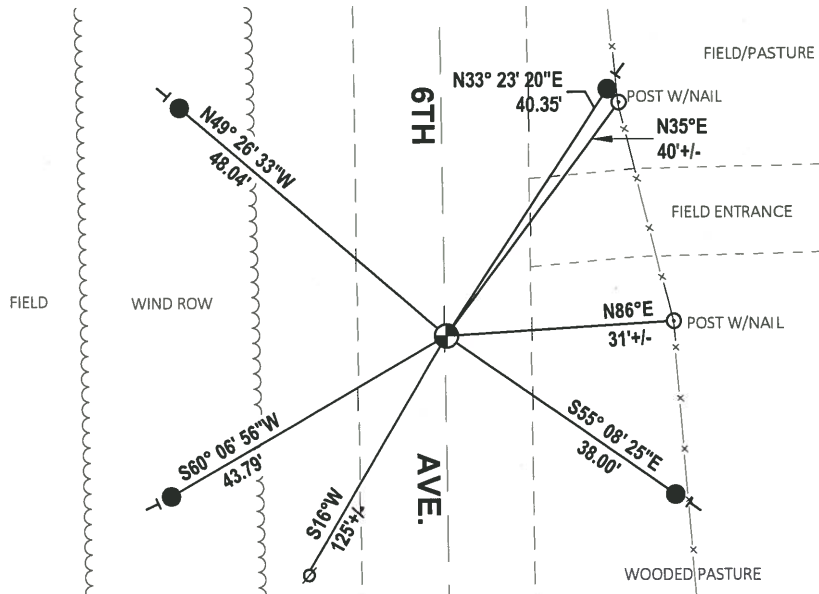 FIELD/PASTURE
N33° 23' 20"E
40.35'
6TH
POST W/NAIL
N49° 26' 33"W
48.04'
N35°E
40'+/-
FIELD ENTRANCE
FIELD
WIND ROW
N86°E
31'+/-
POST W/NAIL
S60° 06' 56"W
43.79'
S55° 08' 25"E
38.00'
AVE.
S16°W
125'+/-
WOODED PASTURE